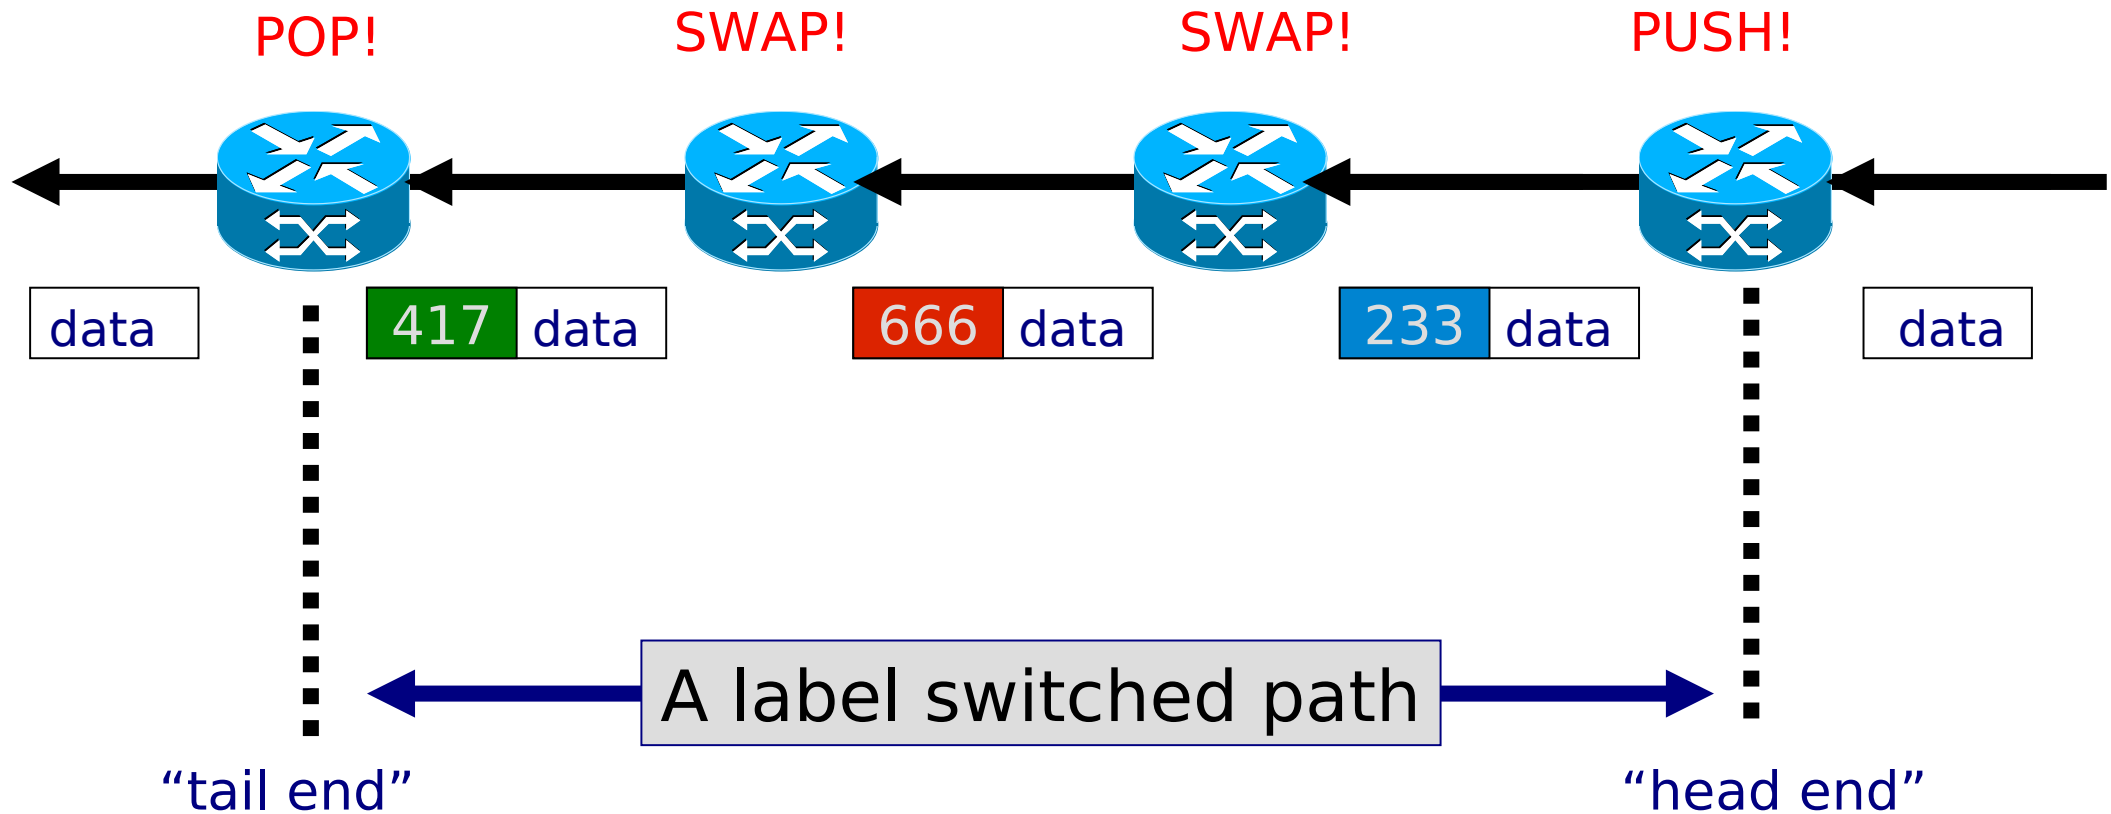 POP!
SWAP!
SWAP!
PUSH!
data
417 data
666 data
233 data
data
A label switched path
“tail end”
“head end”